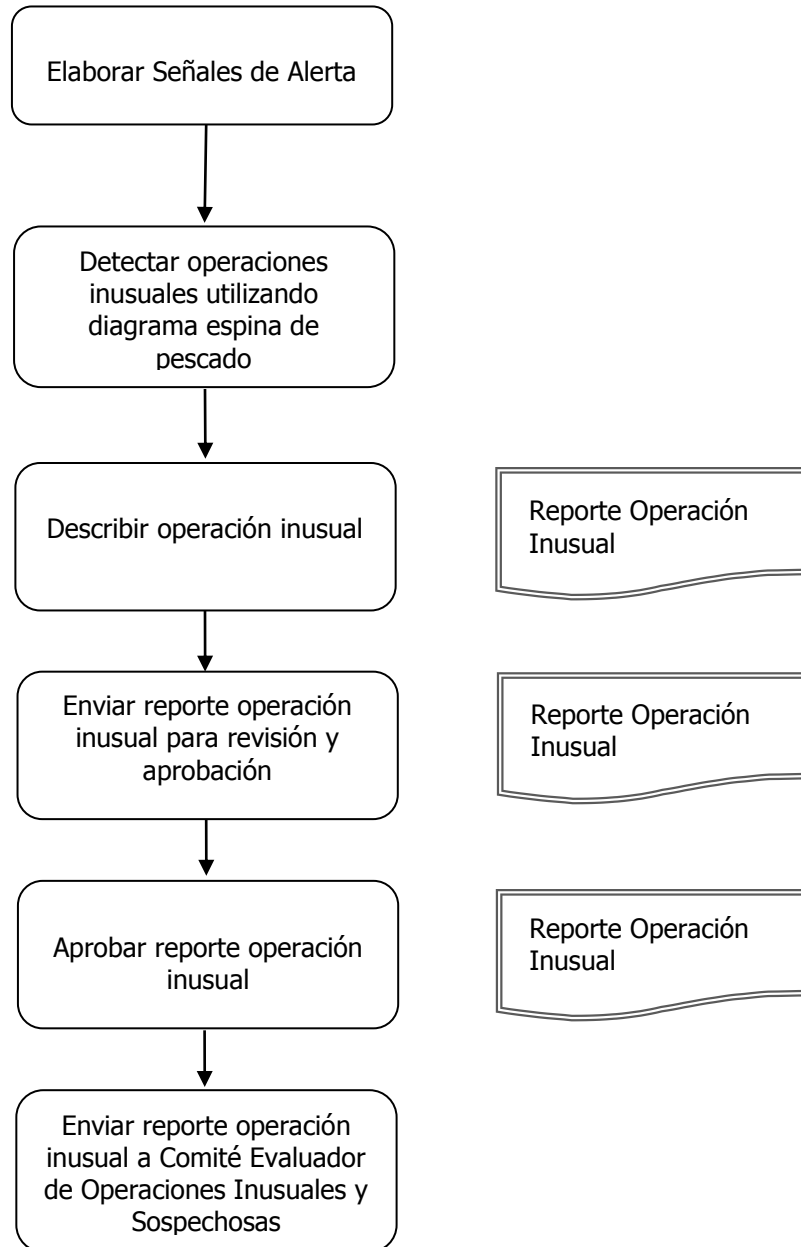 Elaborar Señales de Alerta
Detectar operaciones
inusuales utilizando
diagrama espina de
pescado
Describir operación inusual
Reporte Operación
Inusual
Enviar reporte operación
inusual para revisión y
aprobación
Reporte Operación
Inusual
Aprobar reporte operación
inusual
Reporte Operación
Inusual
Enviar reporte operación
inusual a Comité Evaluador
de Operaciones Inusuales y
Sospechosas